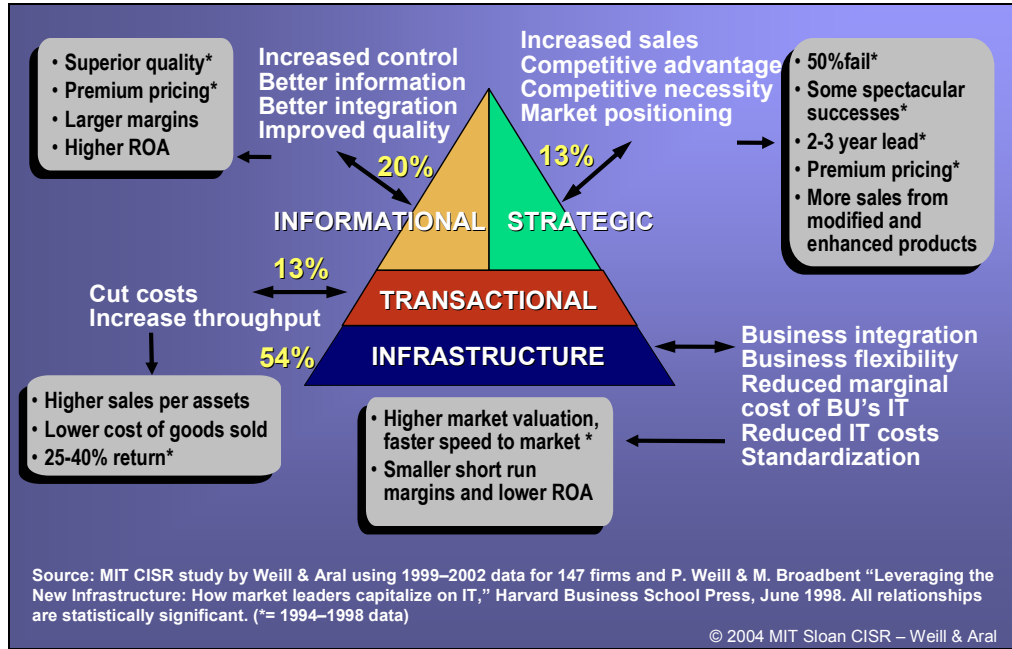 • Superior quality*
• Premium pricing*
• Larger margins
• Higher ROA
Increased control
Better information
Better integration
Improved quality
20%
Increased sales
Competitive advantage
Competitive necessity
Market positioning
13%
• 50%fail*
• Some spectacular
successes*
• 2-3 year lead*
• Premium pricing*
• More sales from
modified and
enhanced products
INFORMATIONAL
STRATEGIC
13%
Cut costs
Increase throughput
TRANSACTIONAL
54%
INFRASTRUCTURE
Business integration
Business flexibility
Reduced marginal
cost of BU's IT
Reduced IT costs
Standardization
• Higher sales per assets
• Lower cost of goods sold
• 25-40% return*
• Higher market valuation,
faster speed to market *
• Smaller short run
margins and lower ROA
Source: MIT CISR study by Weill & Aral using 1999–2002 data for 147 firms and P. Weill & M. Broadbent “Leveraging the
New Infrastructure: How market leaders capitalize on IT,” Harvard Business School Press, June 1998. All relationships
are statistically significant. (*= 1994–1998 data)
© 2004 MIT Sloan CISR – Weill & Aral